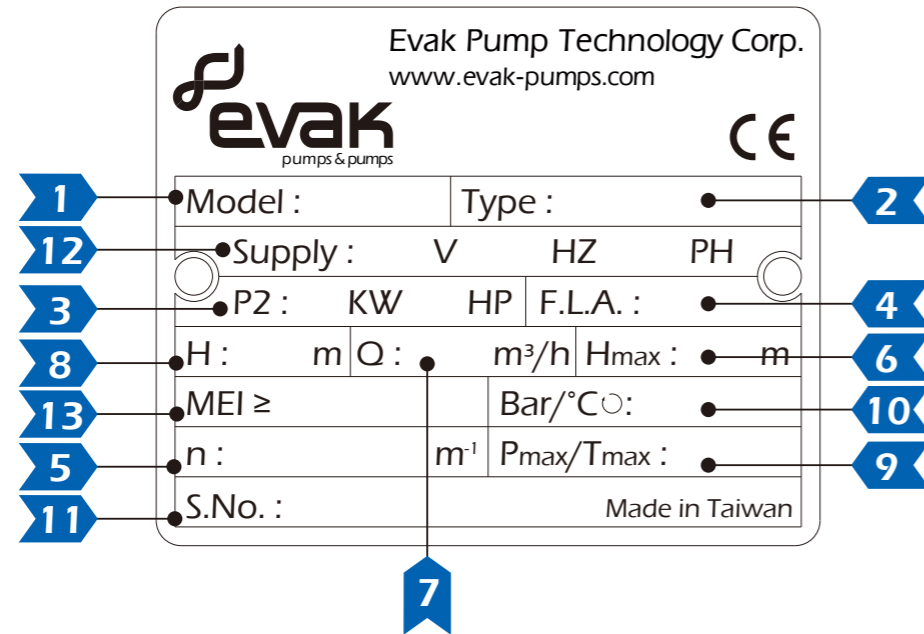 Evak Pump Technology Corp.
www.evak-pumps.com
evak
pumps & pumps
CE
1 Model : Type : 2
12 Supply : V HZ PH
3 P2 : KW HP F.L.A. : 4
8 H : m Q : m³/h Hmax : m 6
13 MEI ≥ Bar/°C : 10
5 n : m⁻¹ Pmax/Tmax : 9
11 S.No. : Made in Taiwan
7